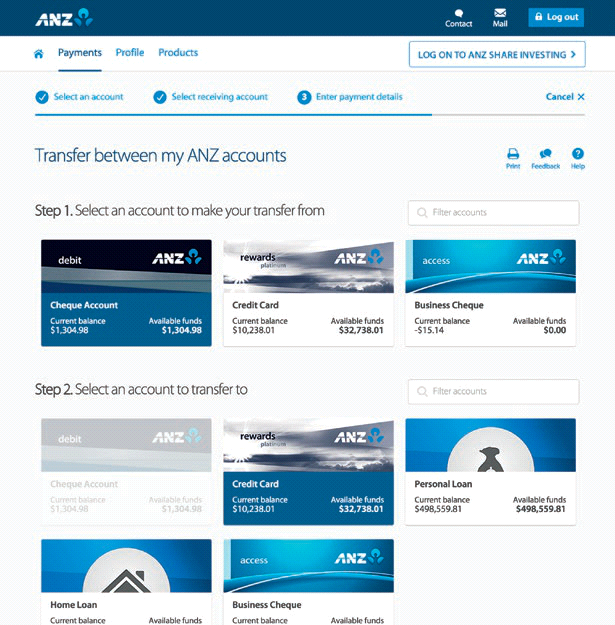 ANZ
Contact Mail Log out
Payments Profile Products LOG ON TO ANZ SHARE INVESTING
Select an account Select receiving account 3 Enter payment details Cancel
Transfer between my ANZ accounts
Print Feedback ? Help
Step 1. Select an account to make your transfer from Filter accounts
debit ANZ rewards platinum ANZ access ANZ
Cheque Account Credit Card Business Cheque
Current balance Available funds Current balance Available funds Current balance Available funds
$1,304.98 $1,304.98 $10,238.01 $32,738.01 -$15.14 $0.00
Step 2. Select an account to transfer to Filter accounts
debit ANZ rewards platinum ANZ
Cheque Account Credit Card Personal Loan
Current balance Available funds Current balance Available funds Current balance Available funds
$1,304.98 $1,304.98 $10,238.01 $32,738.01 $498,559.81 $498,559.81
access ANZ
Home Loan Business Cheque
Current balance Available funds Current balance Available funds